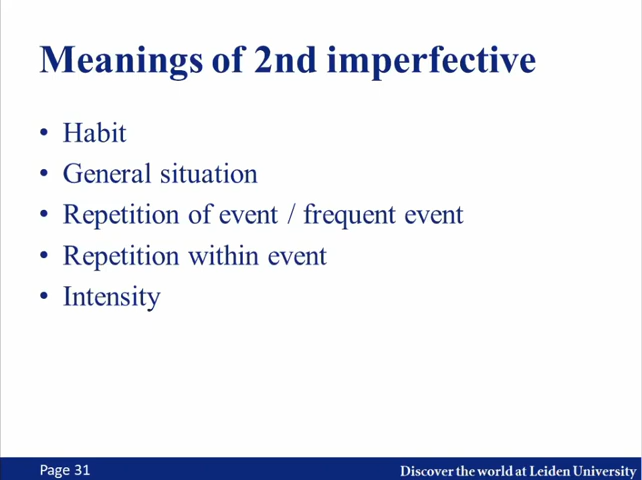 Meanings of 2nd imperfective
• Habit
• General situation
• Repetition of event / frequent event
• Repetition within event
• Intensity
Page 31
Discover the world at Leiden University